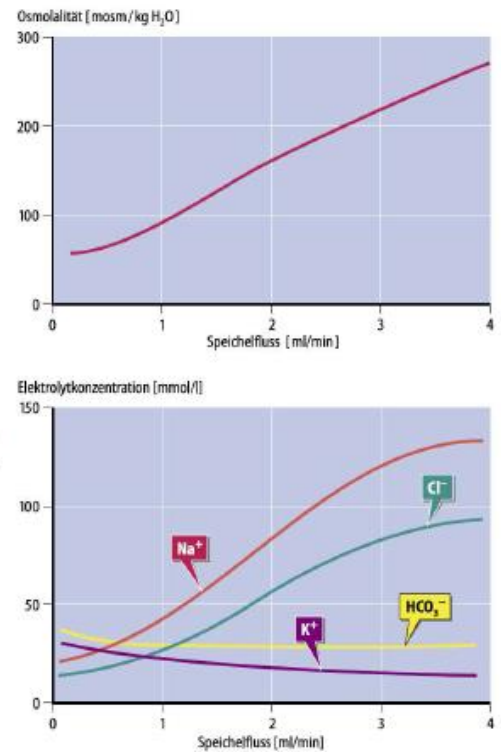 Osmolalität [mosm/kg H₂O]
300
200
100
0
0 1 2 3 4
Speichelfluss [ml/min]
Elektrolytkonzentration [mmol/l]
150
Cl⁻
100
Na⁺
HCO₃⁻
50
K⁺
0
0 1 2 3 4
Speichelfluss [ml/min]